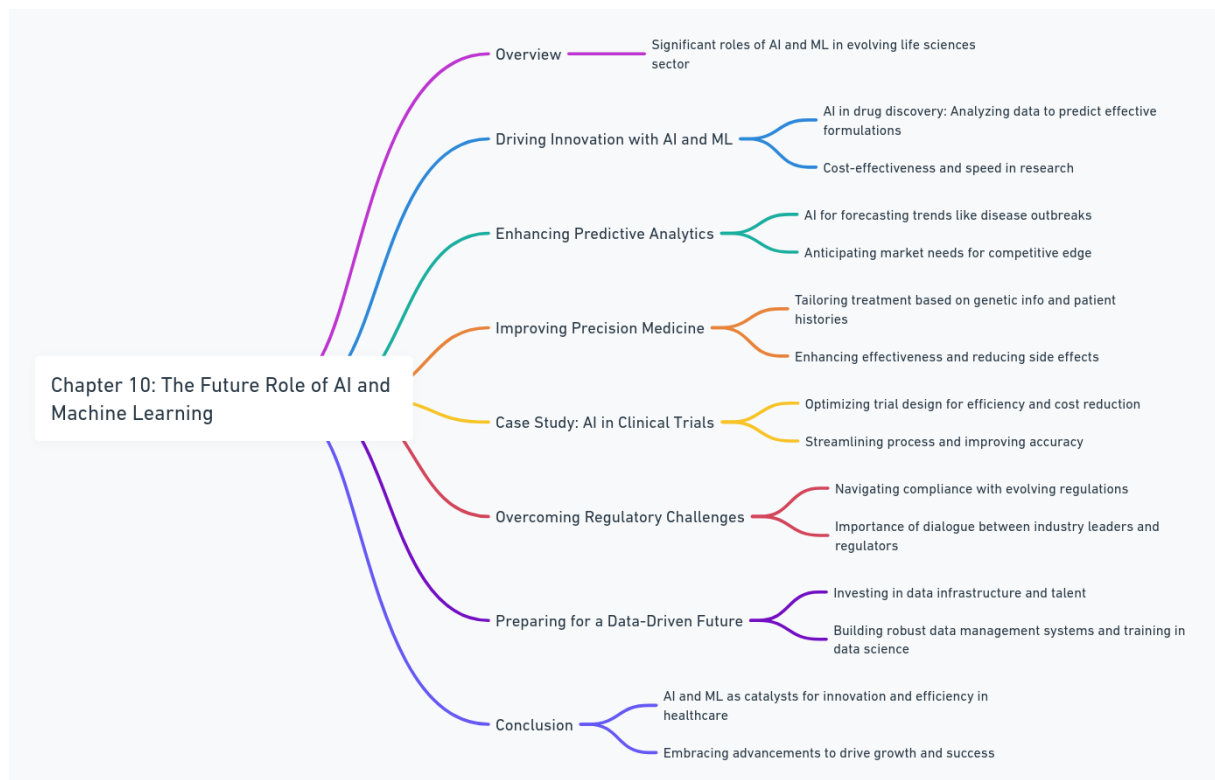 Chapter 10: The Future Role of AI and
Machine Learning
Overview
Significant roles of AI and ML in evolving life sciences
sector
Driving Innovation with AI and ML
AI in drug discovery: Analyzing data to predict effective
formulations
Cost-effectiveness and speed in research
Enhancing Predictive Analytics
AI for forecasting trends like disease outbreaks
Anticipating market needs for competitive edge
Improving Precision Medicine
Tailoring treatment based on genetic info and patient
histories
Enhancing effectiveness and reducing side effects
Case Study: AI in Clinical Trials
Optimizing trial design for efficiency and cost reduction
Streamlining process and improving accuracy
Overcoming Regulatory Challenges
Navigating compliance with evolving regulations
Importance of dialogue between industry leaders and
regulators
Preparing for a Data-Driven Future
Investing in data infrastructure and talent
Building robust data management systems and training in
data science
Conclusion
AI and ML as catalysts for innovation and efficiency in
healthcare
Embracing advancements to drive growth and success